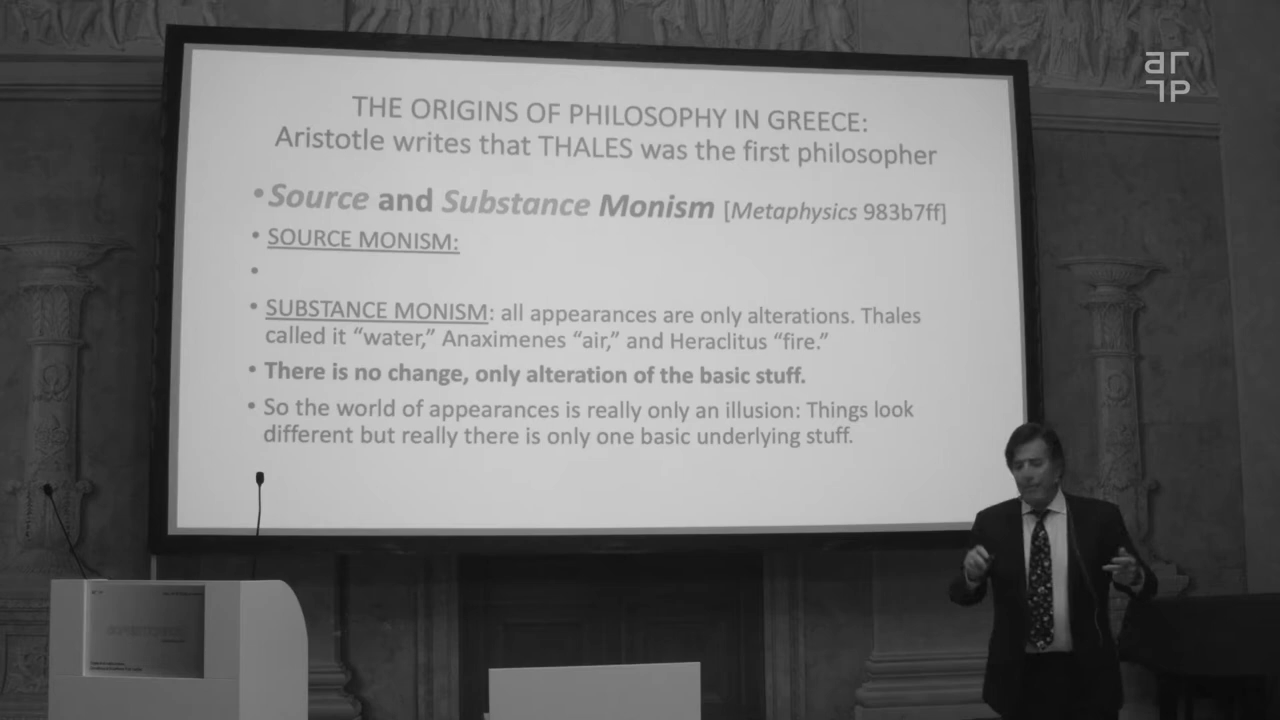 ar
LP
THE ORIGINS OF PHILOSOPHY IN GREECE:
Aristotle writes that THALES was the first philosopher
• Source and Substance Monism [Metaphysics 983b7ff]
• SOURCE MONISM:
•
• SUBSTANCE MONISM: all appearances are only alterations. Thales
called it “water,” Anaximenes “air,” and Heraclitus “fire.”
• There is no change, only alteration of the basic stuff.
• So the world of appearances is really only an illusion: Things look
different but really there is only one basic underlying stuff.